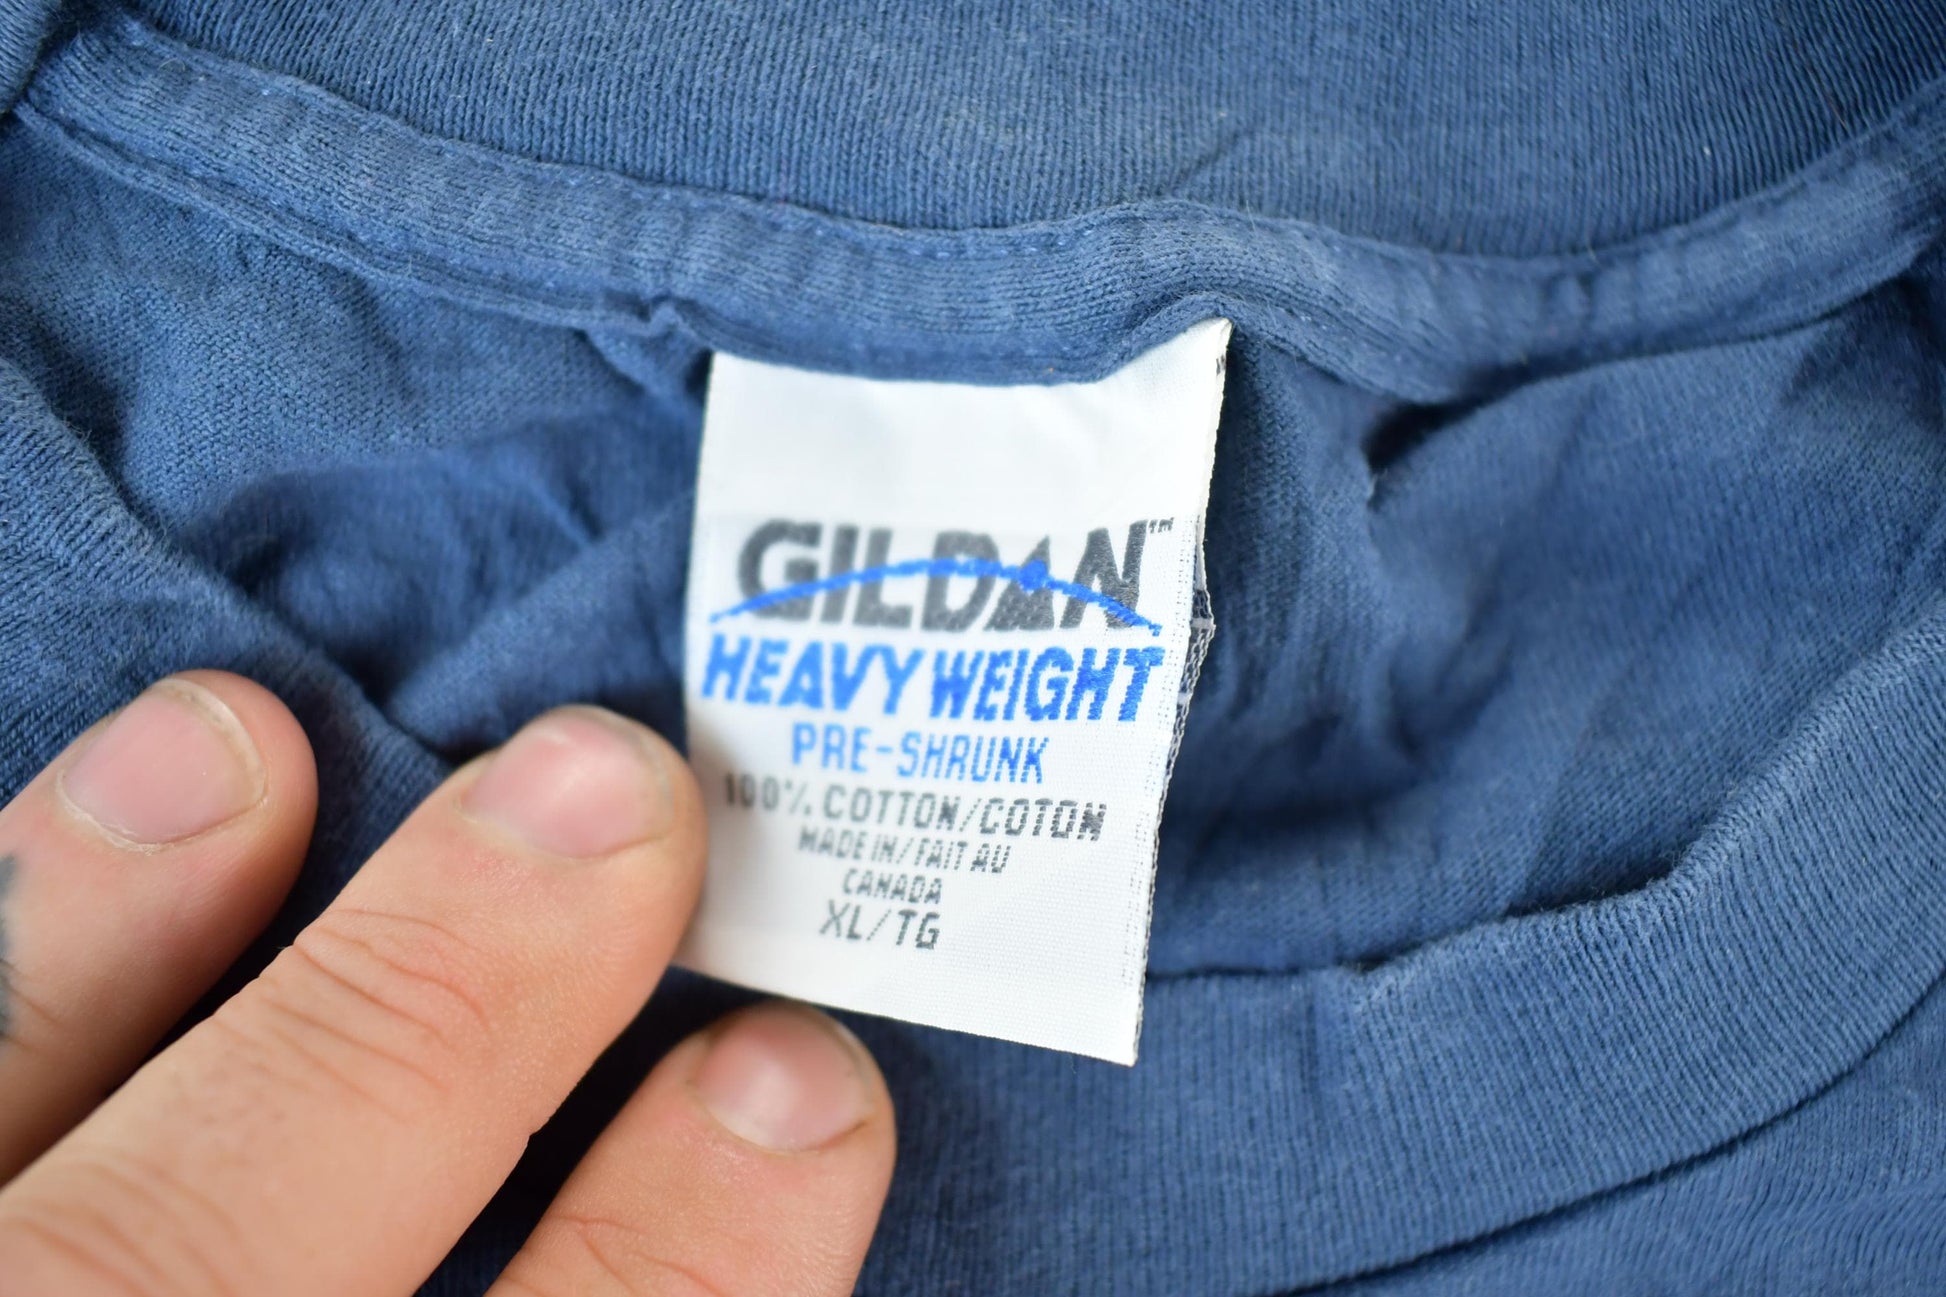 GILDAN™
HEAVY WEIGHT
PRE-SHRUNK
100% COTTON/COTON
MADE IN/FAIT AU
CANADA
XL/TG